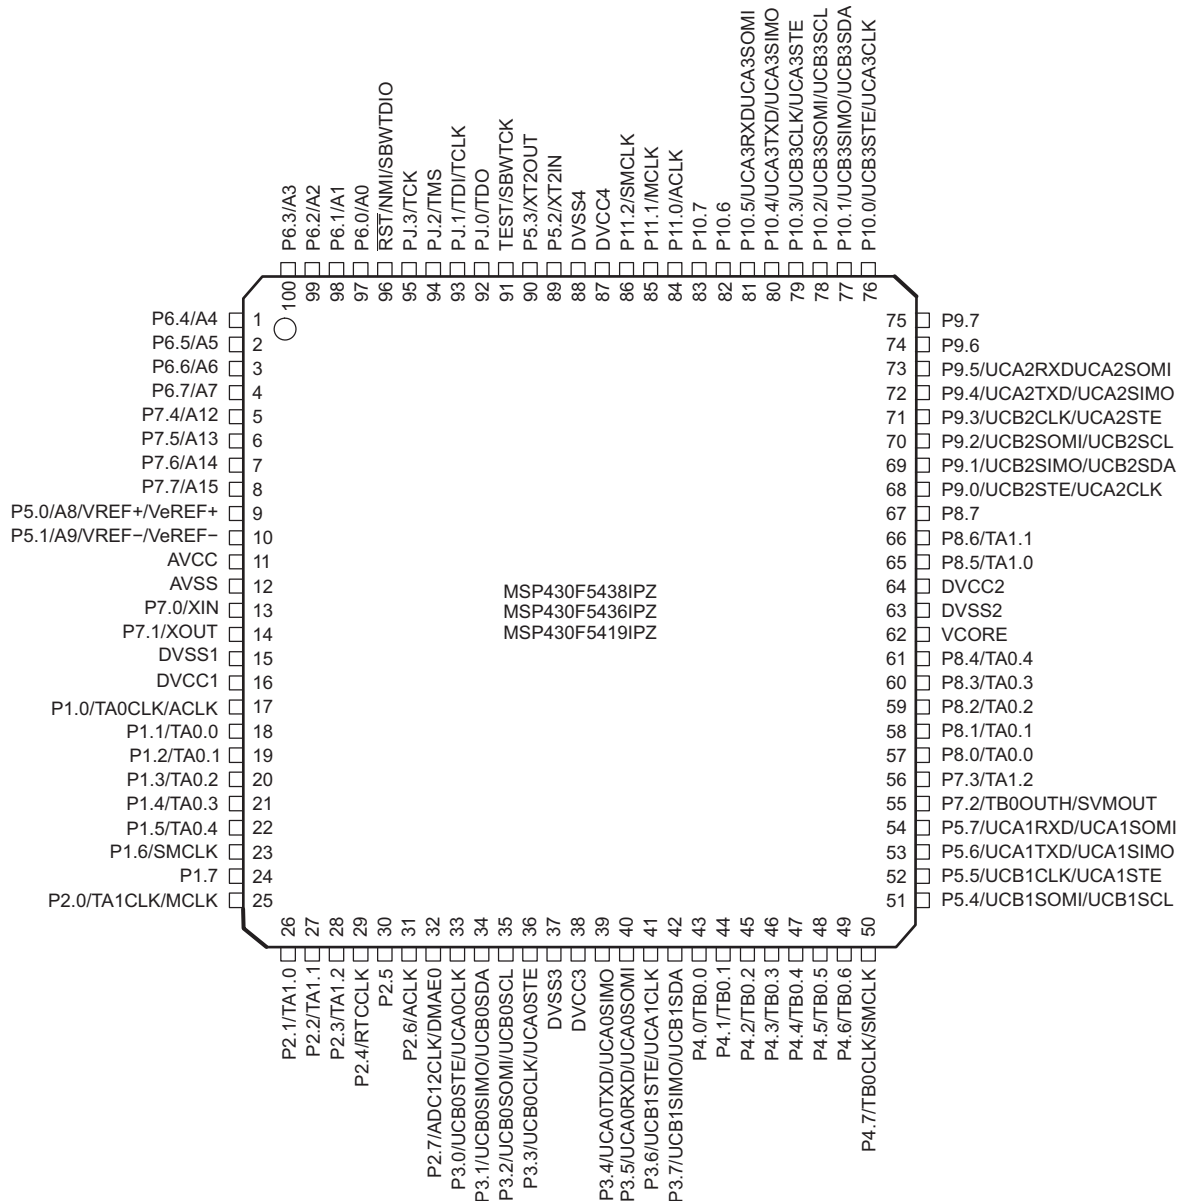 P6.3/A3
P6.2/A2
P6.1/A1
P6.0/A0
RST/NMI/SBWTDIO
PJ.3/TCK
PJ.2/TMS
PJ.1/TDI/TCLK
PJ.0/TDO
TEST/SBWTCK
P5.3/XT2OUT
P5.2/XT2IN
DVSS4
DVCC4
P11.2/SMCLK
P11.1/MCLK
P11.0/ACLK
P10.7
P10.6
P10.5/UCA3RXDUCA3SOMI
P10.4/UCA3TXD/UCA3SIMO
P10.3/UCB3CLK/UCA3STE
P10.2/UCB3SOMI/UCB3SCL
P10.1/UCB3SIMO/UCB3SDA
P10.0/UCB3STE/UCA3CLK
100
99
98
97
96
95
94
93
92
91
90
89
88
87
86
85
84
83
82
81
80
79
78
77
76
P6.4/A4 1
P6.5/A5 2
P6.6/A6 3
P6.7/A7 4
P7.4/A12 5
P7.5/A13 6
P7.6/A14 7
P7.7/A15 8
P5.0/A8/VREF+/VeREF+ 9
P5.1/A9/VREF−/VeREF− 10
AVCC 11
AVSS 12
P7.0/XIN 13
P7.1/XOUT 14
DVSS1 15
DVCC1 16
P1.0/TA0CLK/ACLK 17
P1.1/TA0.0 18
P1.2/TA0.1 19
P1.3/TA0.2 20
P1.4/TA0.3 21
P1.5/TA0.4 22
P1.6/SMCLK 23
P1.7 24
P2.0/TA1CLK/MCLK 25
MSP430F5438IPZ
MSP430F5436IPZ
MSP430F5419IPZ
75 P9.7
74 P9.6
73 P9.5/UCA2RXDUCA2SOMI
72 P9.4/UCA2TXD/UCA2SIMO
71 P9.3/UCB2CLK/UCA2STE
70 P9.2/UCB2SOMI/UCB2SCL
69 P9.1/UCB2SIMO/UCB2SDA
68 P9.0/UCB2STE/UCA2CLK
67 P8.7
66 P8.6/TA1.1
65 P8.5/TA1.0
64 DVCC2
63 DVSS2
62 VCORE
61 P8.4/TA0.4
60 P8.3/TA0.3
59 P8.2/TA0.2
58 P8.1/TA0.1
57 P8.0/TA0.0
56 P7.3/TA1.2
55 P7.2/TB0OUTH/SVMOUT
54 P5.7/UCA1RXD/UCA1SOMI
53 P5.6/UCA1TXD/UCA1SIMO
52 P5.5/UCB1CLK/UCA1STE
51 P5.4/UCB1SOMI/UCB1SCL
26
27
28
29
30
31
32
33
34
35
36
37
38
39
40
41
42
43
44
45
46
47
48
49
50
P2.1/TA1.0
P2.2/TA1.1
P2.3/TA1.2
P2.4/RTCCLK
P2.5
P2.6/ACLK
P2.7/ADC12CLK/DMAE0
P3.0/UCB0STE/UCA0CLK
P3.1/UCB0SIMO/UCB0SDA
P3.2/UCB0SOMI/UCB0SCL
P3.3/UCB0CLK/UCA0STE
DVSS3
DVCC3
P3.4/UCA0TXD/UCA0SIMO
P3.5/UCA0RXD/UCA0SOMI
P3.6/UCB1STE/UCA1CLK
P3.7/UCB1SIMO/UCB1SDA
P4.0/TB0.0
P4.1/TB0.1
P4.2/TB0.2
P4.3/TB0.3
P4.4/TB0.4
P4.5/TB0.5
P4.6/TB0.6
P4.7/TB0CLK/SMCLK